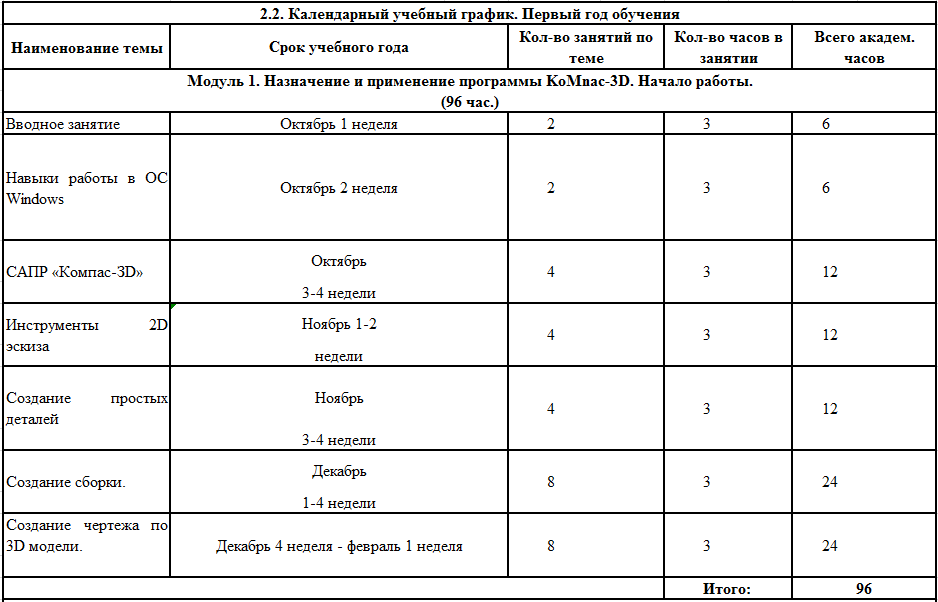 2.2. Календарный учебный график. Первый год обучения
Наименование темы
Срок учебного года
Кол-во занятий по
теме
Кол-во часов в
занятии
Всего академ.
часов
Модуль 1. Назначение и применение программы KoMпас-3D. Начало работы.
(96 час.)
Вводное занятие
Октябрь 1 неделя
2
3
6
Навыки работы в ОС
Windows
Октябрь 2 неделя
2
3
6
САПР «Компас-3D»
Октябрь
3-4 недели
4
3
12
Инструменты 2D
эскиза
Ноябрь 1-2
недели
4
3
12
Создание простых
деталей
Ноябрь
3-4 недели
4
3
12
Создание сборки.
Декабрь
1-4 недели
8
3
24
Создание чертежа по
3D модели.
Декабрь 4 неделя - февраль 1 неделя
8
3
24
Итого:
96